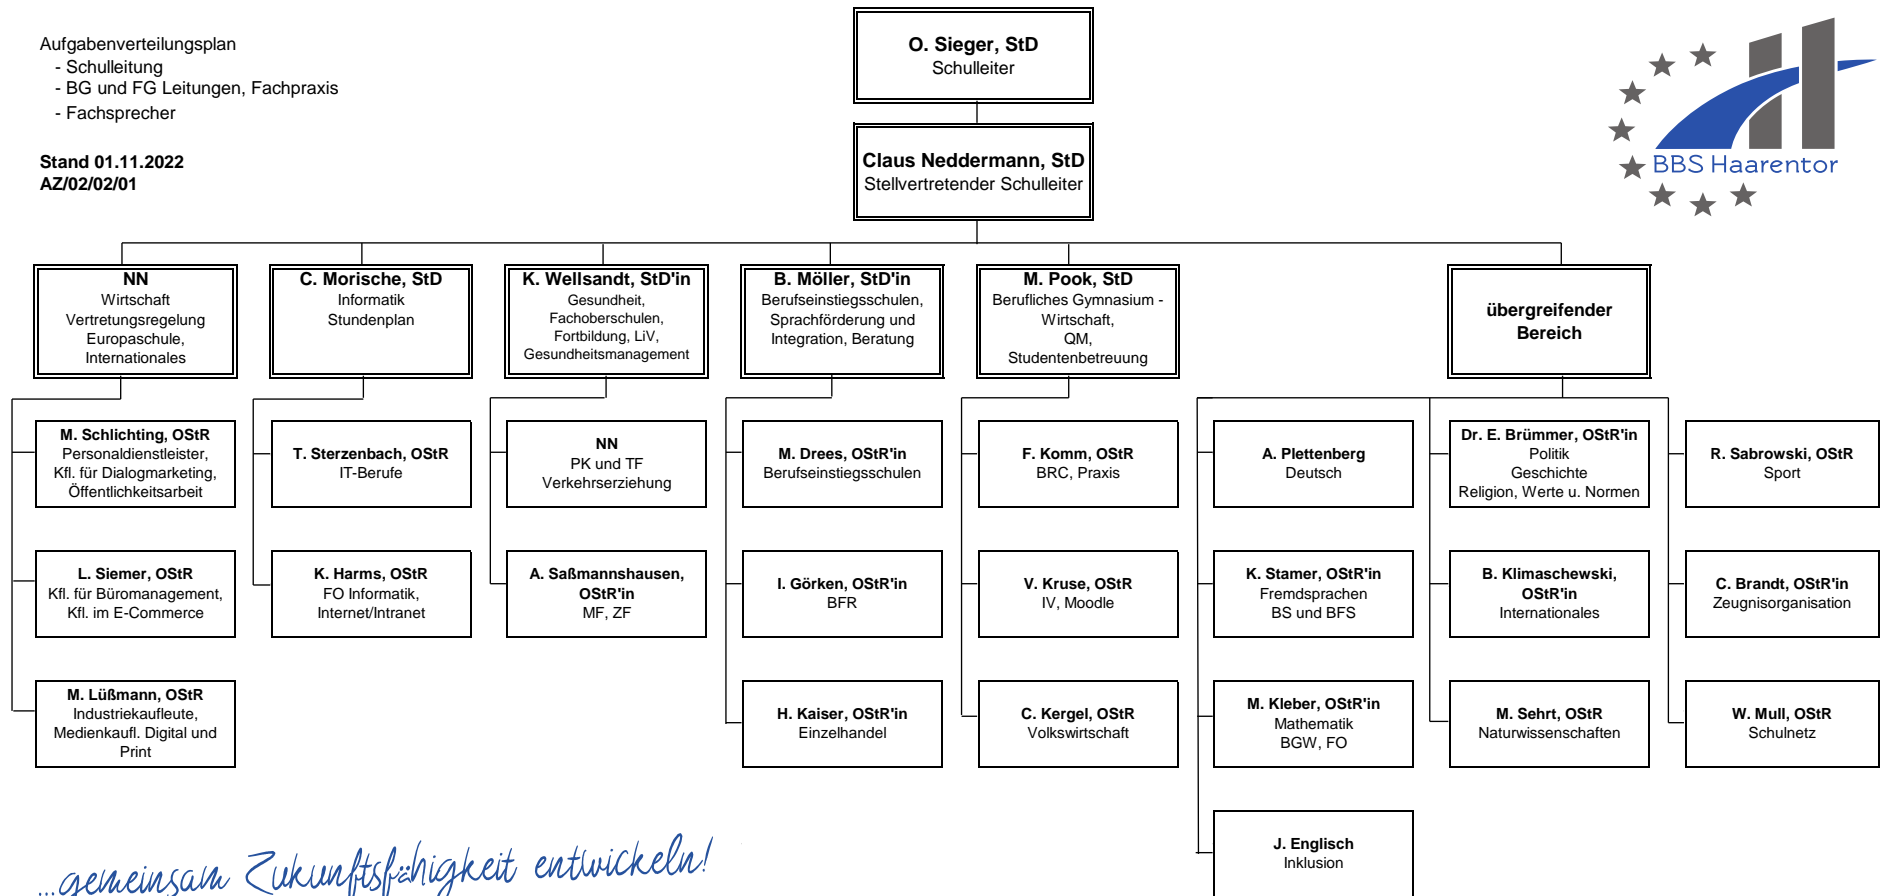 Aufgabenverteilungsplan
- Schulleitung
- BG und FG Leitungen, Fachpraxis
- Fachsprecher
Stand 01.11.2022
AZ/02/02/01
O. Sieger, StD
Schulleiter
Claus Neddermann, StD
Stellvertretender Schulleiter
BBS Haarentor
NN
Wirtschaft
Vertretungsregelung
Europaschule,
Internationales
C. Morische, StD
Informatik
Stundenplan
K. Wellsandt, StD'in
Gesundheit,
Fachoberschulen,
Fortbildung, LiV,
Gesundheitsmanagement
B. Möller, StD'in
Berufseinstiegsschulen,
Sprachförderung und
Integration, Beratung
M. Pook, StD
Berufliches Gymnasium -
Wirtschaft,
QM,
Studentenbetreuung
übergreifender
Bereich
M. Schlichting, OStR
Personaldienstleister,
Kfl. für Dialogmarketing,
Öffentlichkeitsarbeit
T. Sterzenbach, OStR
IT-Berufe
NN
PK und TF
Verkehrserziehung
M. Drees, OStR'in
Berufseinstiegsschulen
F. Komm, OStR
BRC, Praxis
A. Plettenberg
Deutsch
Dr. E. Brümmer, OStR'in
Politik
Geschichte
Religion, Werte u. Normen
R. Sabrowski, OStR
Sport
L. Siemer, OStR
Kfl. für Büromanagement,
Kfl. im E-Commerce
K. Harms, OStR
FO Informatik,
Internet/Intranet
A. Saßmannshausen,
OStR'in
MF, ZF
I. Görken, OStR'in
BFR
V. Kruse, OStR
IV, Moodle
K. Stamer, OStR'in
Fremdsprachen
BS und BFS
B. Klimaschewski,
OStR'in
Internationales
C. Brandt, OStR'in
Zeugnisorganisation
M. Lüßmann, OStR
Industriekaufleute,
Medienkaufl. Digital und
Print
H. Kaiser, OStR'in
Einzelhandel
C. Kergel, OStR
Volkswirtschaft
M. Kleber, OStR'in
Mathematik
BGW, FO
M. Sehrt, OStR
Naturwissenschaften
W. Mull, OStR
Schulnetz
J. Englisch
Inklusion
...gemeinsam Zukunftsfähigkeit entwickeln!